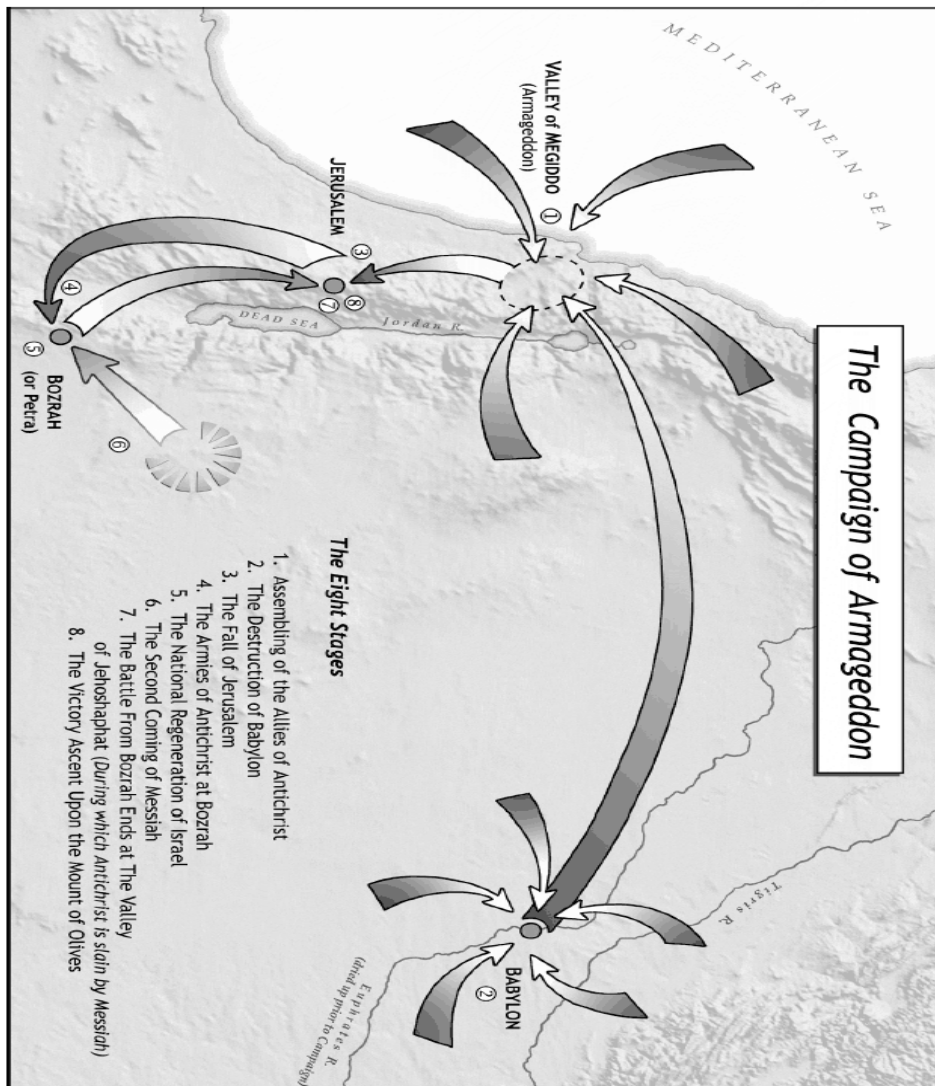 The Campaign of Armageddon
MEDITERRANEAN SEA
VALLEY of MEGIDDO
(Armageddon)
①
JERUSALEM
③
⑧
⑦
DEAD SEA
Jordan R.
④
⑤
BOZRAH
(or Petra)
⑥
Tigris R.
BABYLON
②
Euphrates R.
(dried up prior to Campaign)
The Eight Stages
1. Assembling of the Allies of Antichrist
2. The Destruction of Babylon
3. The Fall of Jerusalem
4. The Armies of Antichrist at Bozrah
5. The National Regeneration of Israel
6. The Second Coming of Messiah
7. The Battle From Bozrah Ends at The Valley
of Jehoshaphat (During which Antichrist is slain by Messiah)
8. The Victory Ascent Upon the Mount of Olives